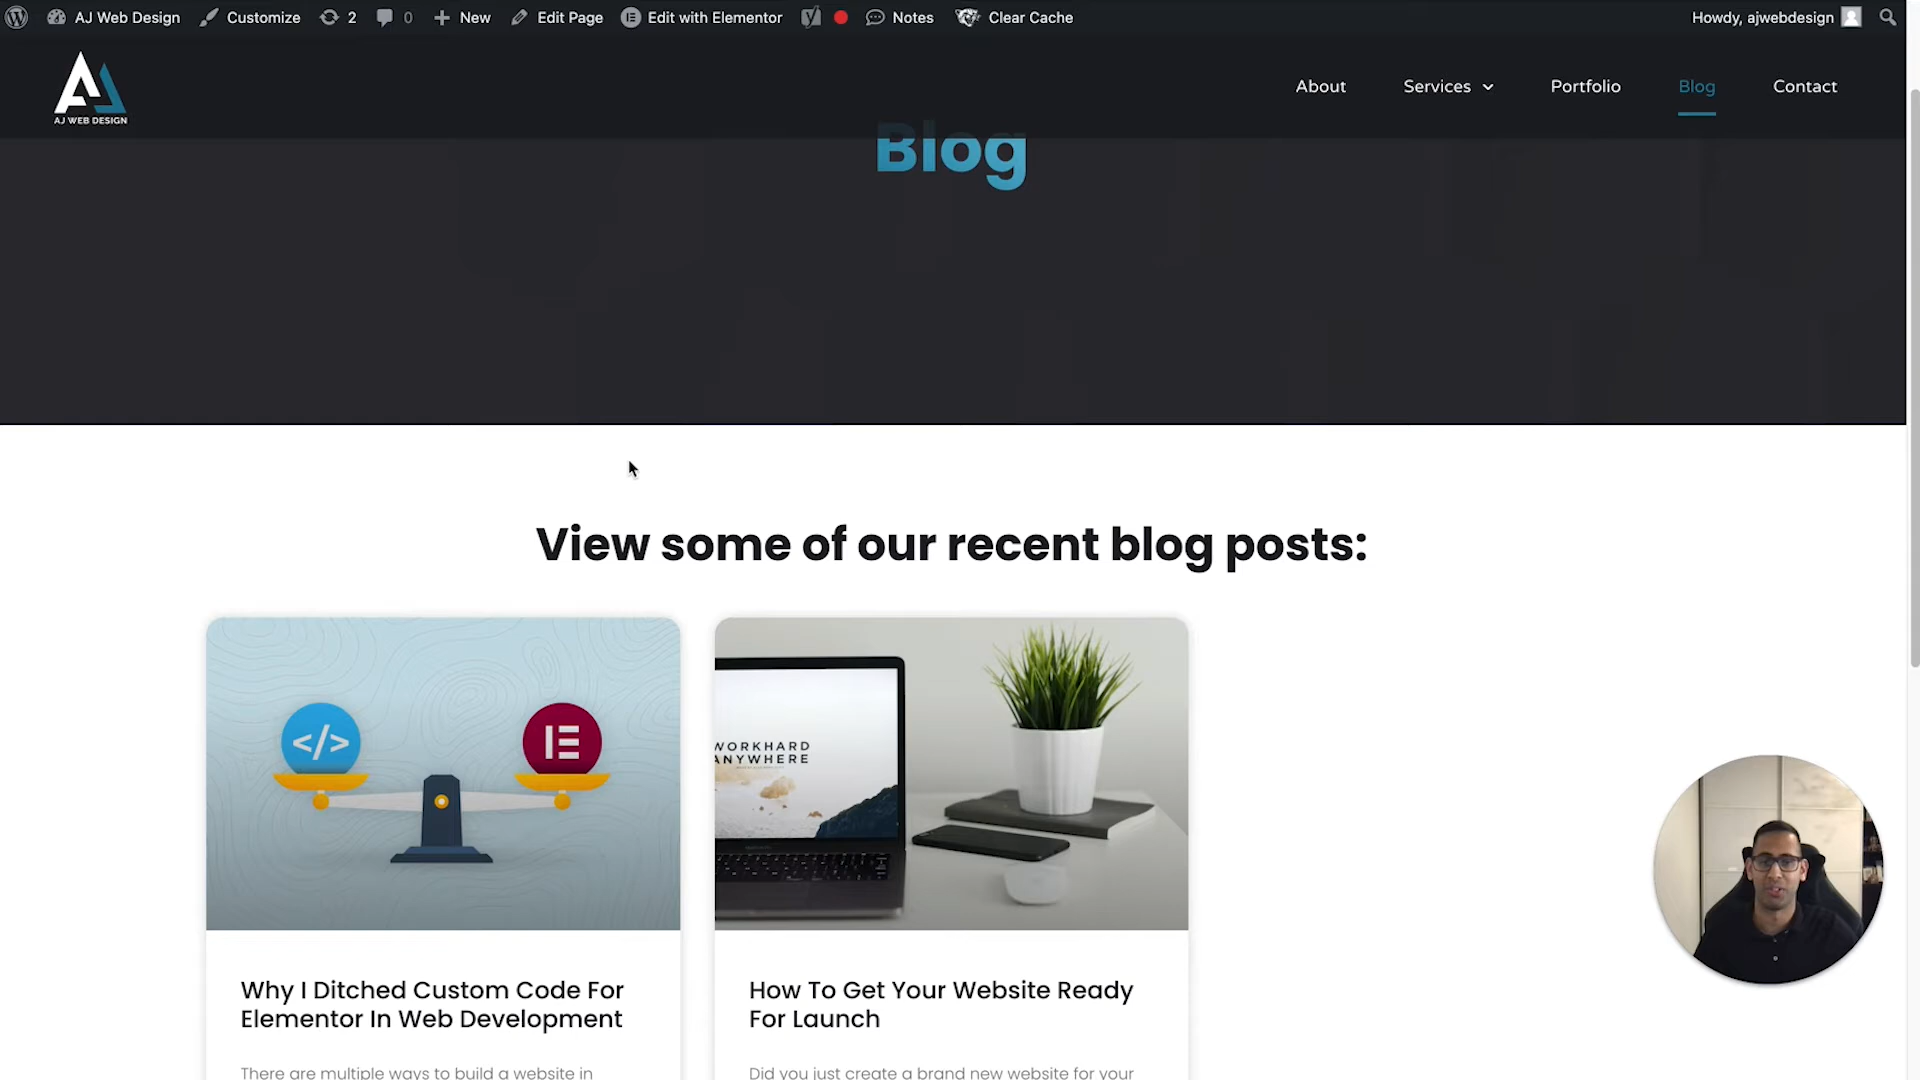 AJ Web Design Customize 2 0 New Edit Page Edit with Elementor Notes Clear Cache Howdy, ajwebdesign
AJ WEB DESIGN
About Services Portfolio Blog Contact
Blog
View some of our recent blog posts:
</>
WORKHARD
ANYWHERE
Why I Ditched Custom Code For
Elementor In Web Development
There are multiple ways to build a website in
How To Get Your Website Ready
For Launch
Did you just create a brand new website for your